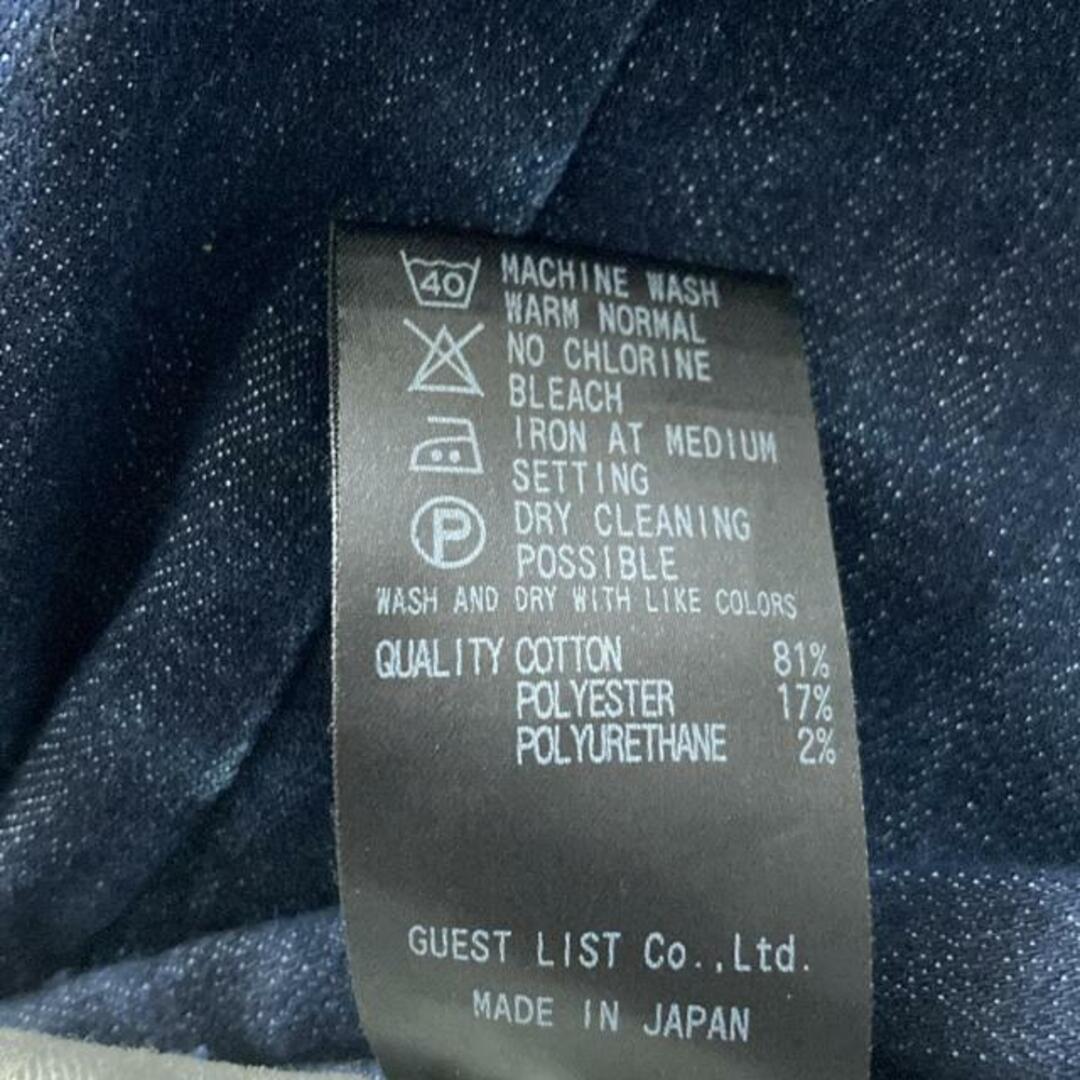 40 MACHINE WASH
WARM NORMAL
NO CHLORINE
BLEACH
IRON AT MEDIUM
SETTING
P DRY CLEANING
POSSIBLE
WASH AND DRY WITH LIKE COLORS
QUALITY COTTON 81%
POLYESTER 17%
POLYURETHANE 2%
GUEST LIST Co.,Ltd.
MADE IN JAPAN